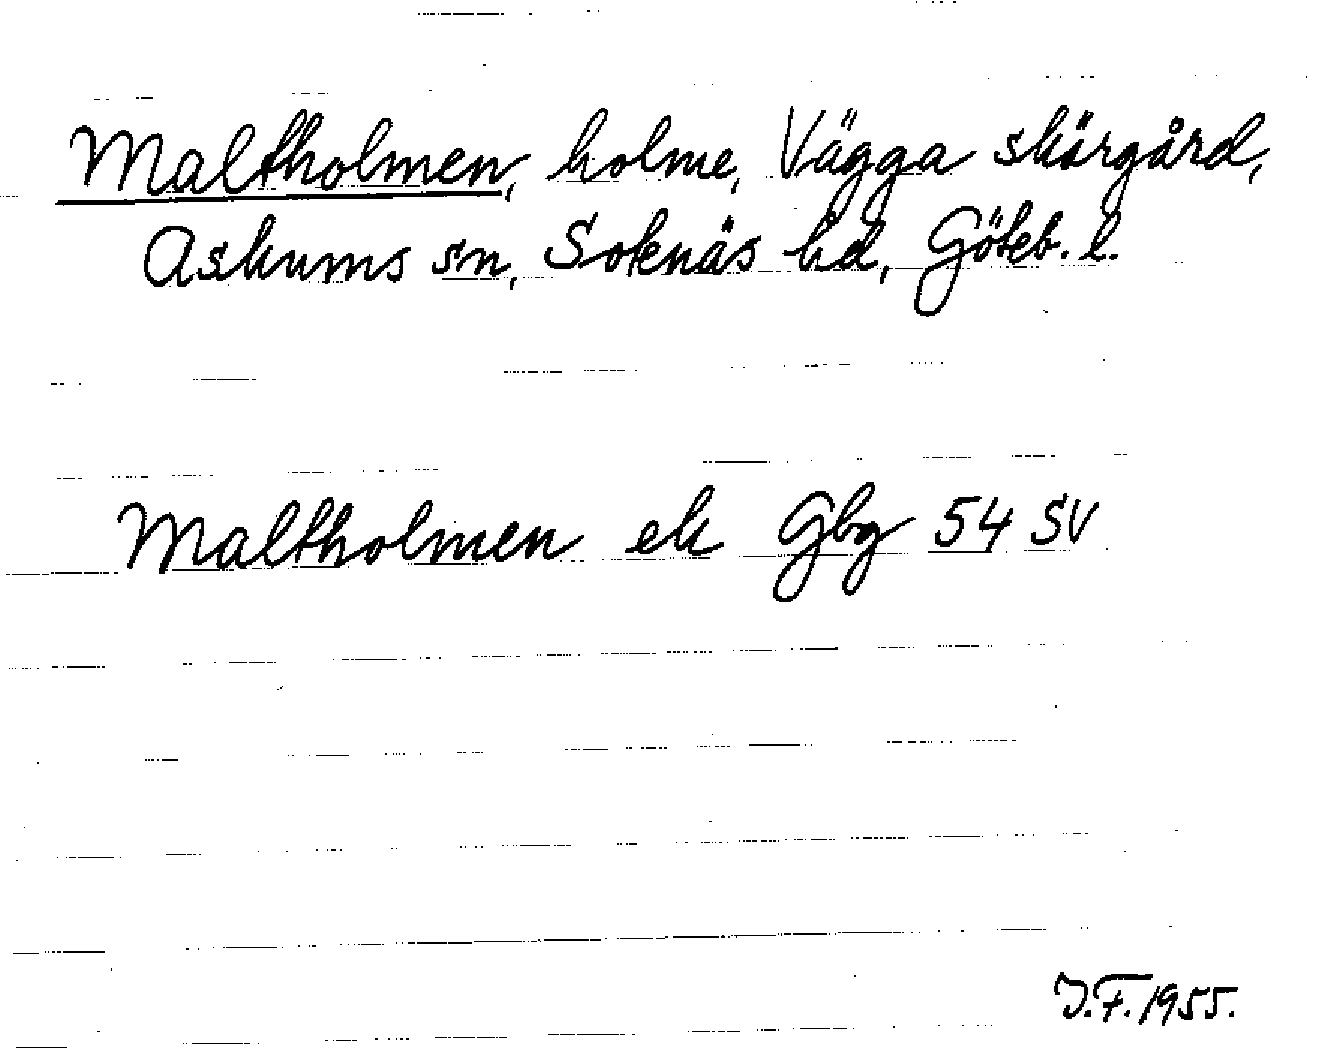 Maltholmen, holme, Vägga skärgård,
Askums sn, Sotenäs hd, Göteb. l.
Maltholmen ek Gbg 54 SV
J.F. 1955.